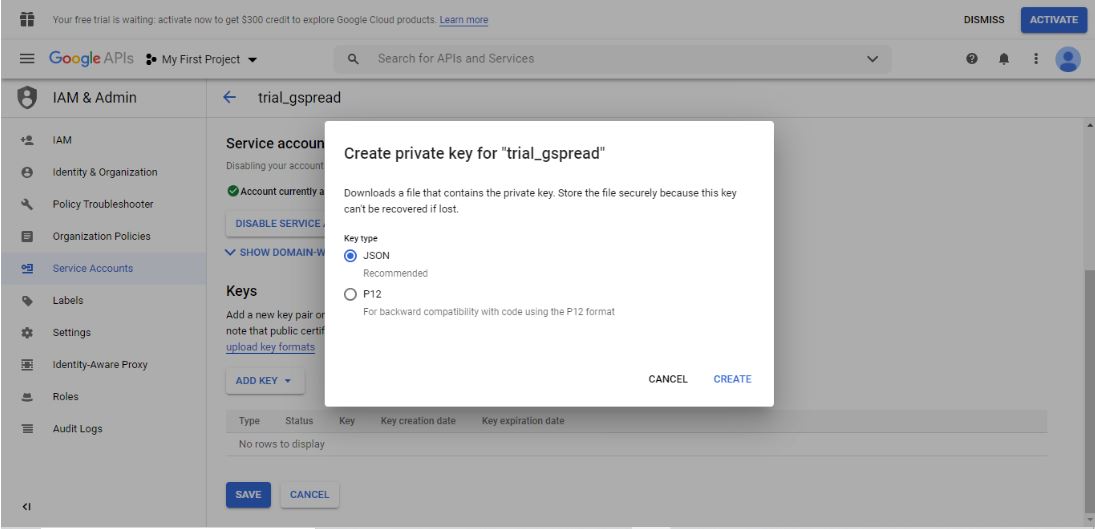 Your free trial is waiting: activate now to get $300 credit to explore Google Cloud products. Learn more
DISMISS
ACTIVATE
Google APIs
My First Project
Search for APIs and Services
IAM & Admin
trial_gspread
IAM
Identity & Organization
Policy Troubleshooter
Organization Policies
Service Accounts
Labels
Settings
Identity-Aware Proxy
Roles
Audit Logs
Service accoun
Disabling your account
Account currently a
DISABLE SERVICE
SHOW DOMAIN-W
Keys
Add a new key pair or
note that public certif
upload key formats
ADD KEY
Type Status Key Key creation date Key expiration date
No rows to display
SAVE
CANCEL
Create private key for "trial_gspread"
Downloads a file that contains the private key. Store the file securely because this key
can't be recovered if lost.
Key type
JSON
Recommended
P12
For backward compatibility with code using the P12 format
CANCEL
CREATE